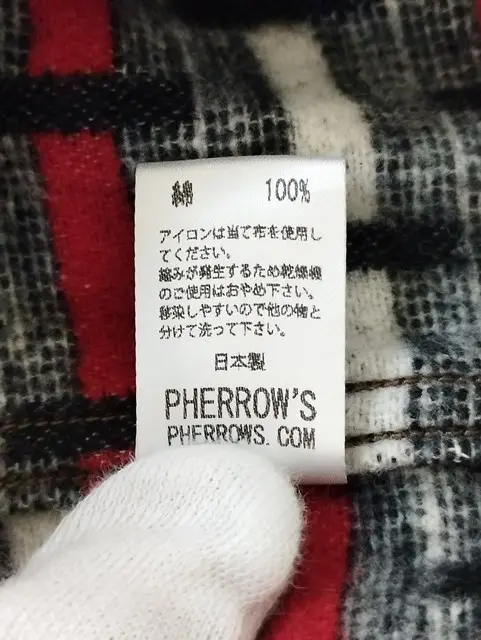 綿 100%
アイロンは当て布を使用し
てください。
縮みが発生するため乾燥機
のご使用はおやめ下さい。
移染しやすいので他の物と
分けて洗って下さい。
日本製
PHERROW'S
PHERROWS.COM